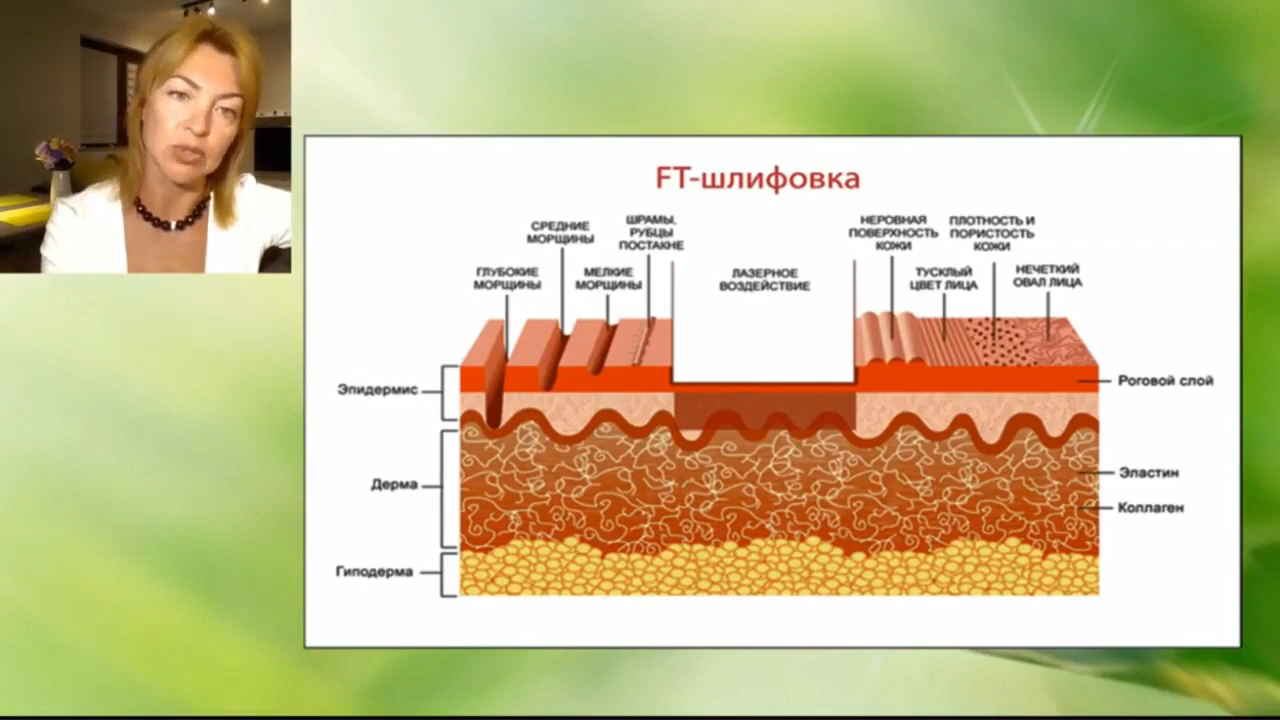 FT-шлифовка
ШРАМЫ,
РУБЦЫ
ПОСТАКНЕ
СРЕДНИЕ
МОРЩИНЫ
НЕРОВНАЯ
ПОВЕРХНОСТЬ
КОЖИ
ПЛОТНОСТЬ И
ПОРИСТОСТЬ
КОЖИ
ГЛУБОКИЕ
МОРЩИНЫ
МЕЛКИЕ
МОРЩИНЫ
ЛАЗЕРНОЕ
ВОЗДЕЙСТВИЕ
ТУСКЛЫЙ
ЦВЕТ ЛИЦА
НЕЧЕТКИЙ
ОВАЛ ЛИЦА
Эпидермис
Роговой слой
Дерма
Эластин
Коллаген
Гиподерма